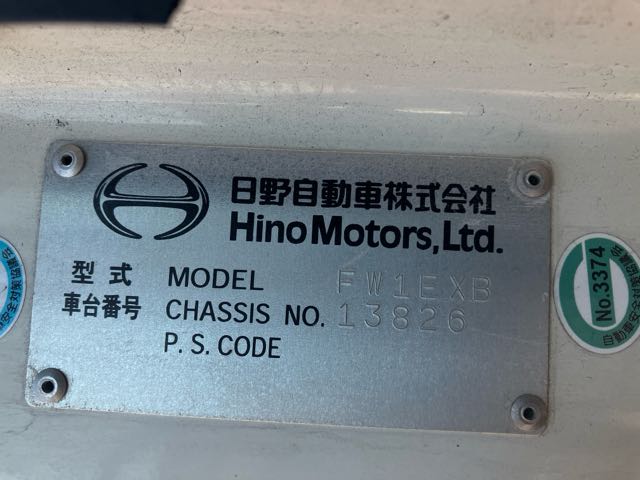 日野自動車株式会社
Hino Motors, Ltd.
型式 MODEL FW1EXB
車台番号 CHASSIS NO. 13826
P. S. CODE
No.3374